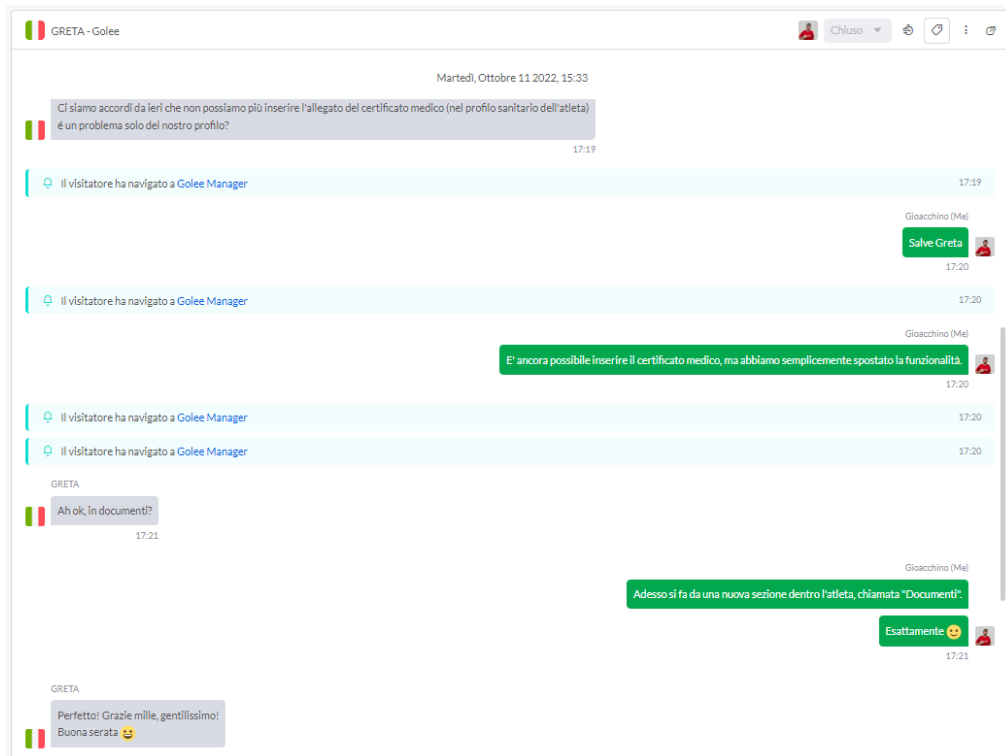 GRETA - Golee
Chiuso
Martedì, Ottobre 11 2022, 15:33
Ci siamo accordi da ieri che non possiamo più inserire l'allegato del certificato medico (nel profilo sanitario dell'atleta)
é un problema solo del nostro profilo?
17:19
Il visitatore ha navigato a Golee Manager
17:19
Gioacchino (Me)
Salve Greta
17:20
Il visitatore ha navigato a Golee Manager
17:20
Gioacchino (Me)
E' ancora possibile inserire il certificato medico, ma abbiamo semplicemente spostato la funzionalità.
17:20
Il visitatore ha navigato a Golee Manager
17:20
Il visitatore ha navigato a Golee Manager
17:20
GRETA
Ah ok, in documenti?
17:21
Gioacchino (Me)
Adesso si fa da una nuova sezione dentro l'atleta, chiamata "Documenti".
Esattamente
17:21
GRETA
Perfetto! Grazie mille, gentilissimo!
Buona serata